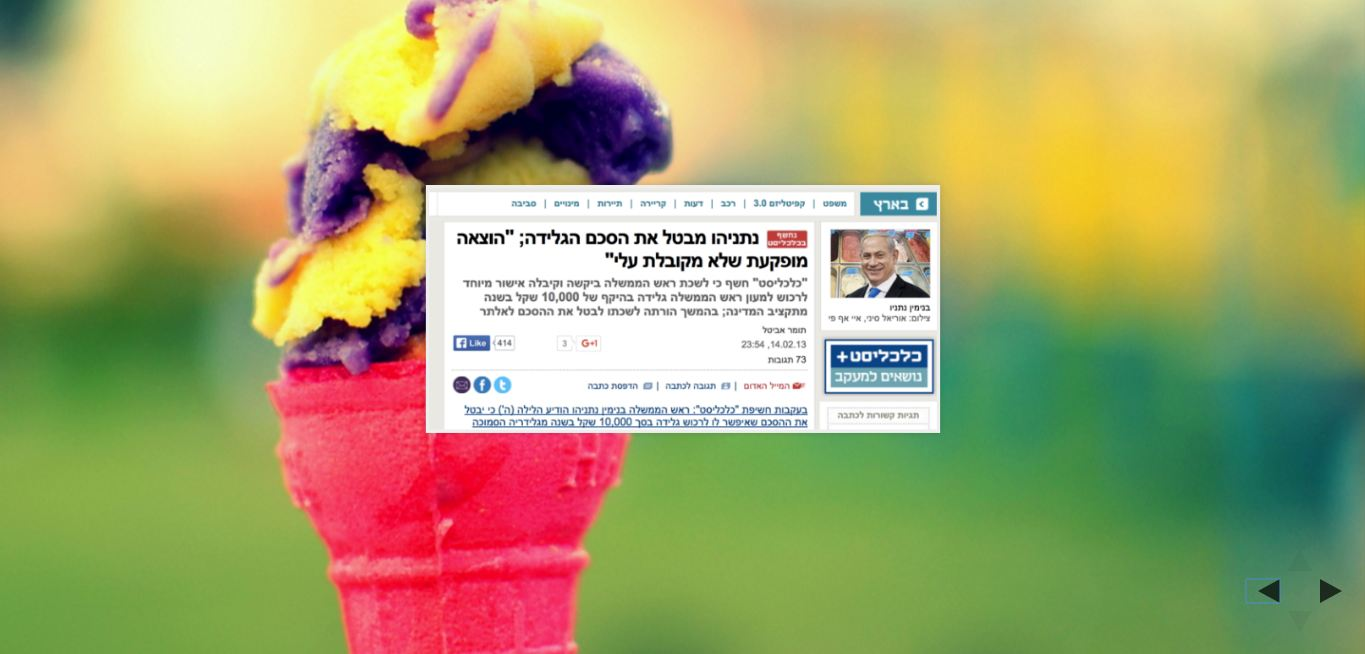 בארץ
משפט | קפיטליזם 3.0 | רכב | דעות | קריירה | תיירות | מינויים | סביבה
נחשף בכלכליסט
נתניהו מבטל את הסכם הגלידה; "הוצאה
מופקעת שלא מקובלת עלי"
"כלכליסט" חשף כי לשכת ראש הממשלה ביקשה וקיבלה אישור מיוחד
לרכוש למעון ראש הממשלה גלידה בהיקף של 10,000 שקל בשנה
מתקציב המדינה; בהמשך הורתה לשכתו לבטל את ההסכם לאלתר
תומר אביטל
14.02.13, 23:54
73 תגובות
Like 414
3 G+1
המייל האדום | תגובה לכתבה | הדפסת כתבה
בעקבות חשיפת "כלכליסט": ראש הממשלה בנימין נתניהו הודיע הלילה (ה') כי יבטל
את ההסכם שאיפשר לו לרכוש גלידה בסך 10,000 שקל בשנה מגלידריה הסמוכה
בנימין נתניהו
צילום: אוריאל סיני, איי אף פי
כלכליסט+
נושאים למעקב
תגיות קשורות לכתבה